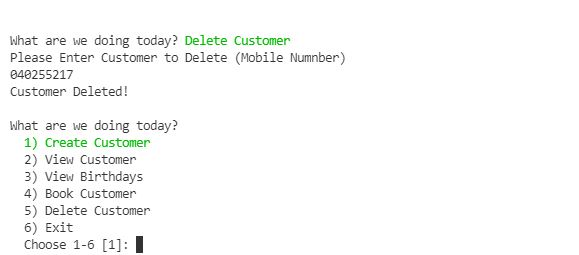 What are we doing today? Delete Customer
Please Enter Customer to Delete (Mobile Numnber)
040255217
Customer Deleted!
What are we doing today?
1) Create Customer
2) View Customer
3) View Birthdays
4) Book Customer
5) Delete Customer
6) Exit
Choose 1-6 [1]: